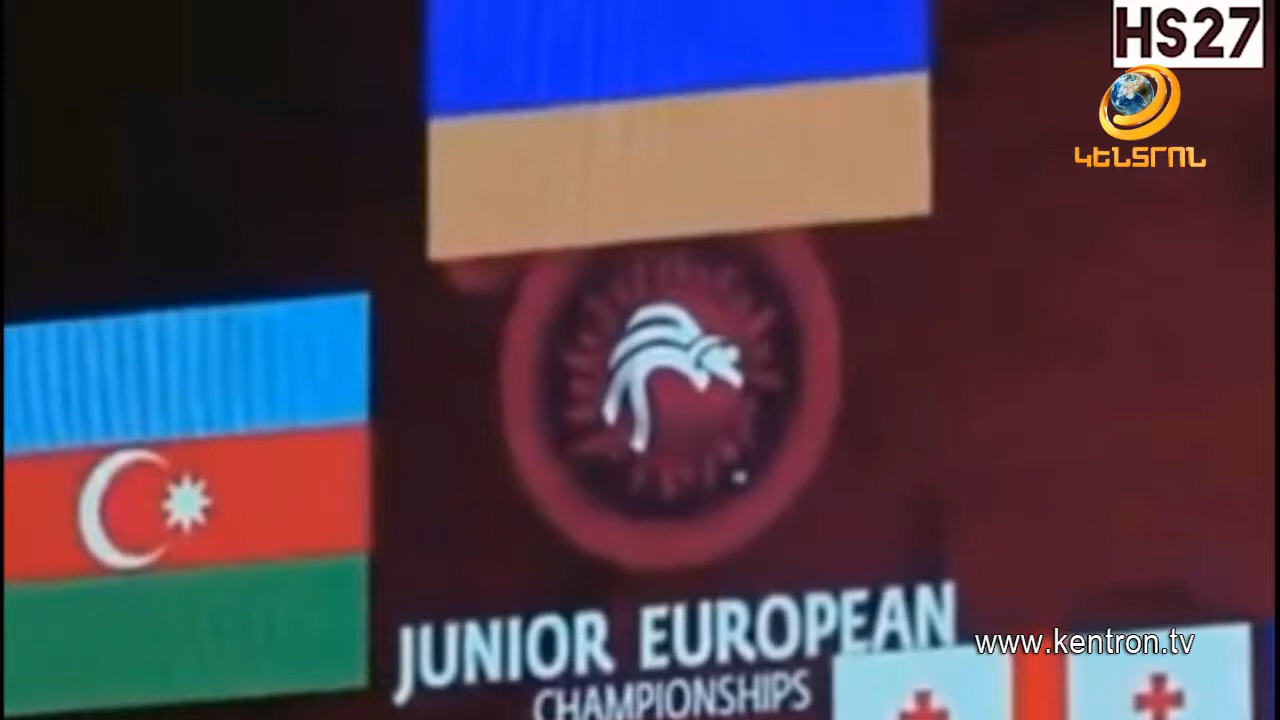 HS27
ԿԵՆՏՐՈՆ
JUNIOR EUROPEAN
CHAMPIONSHIPS
www.kentron.tv